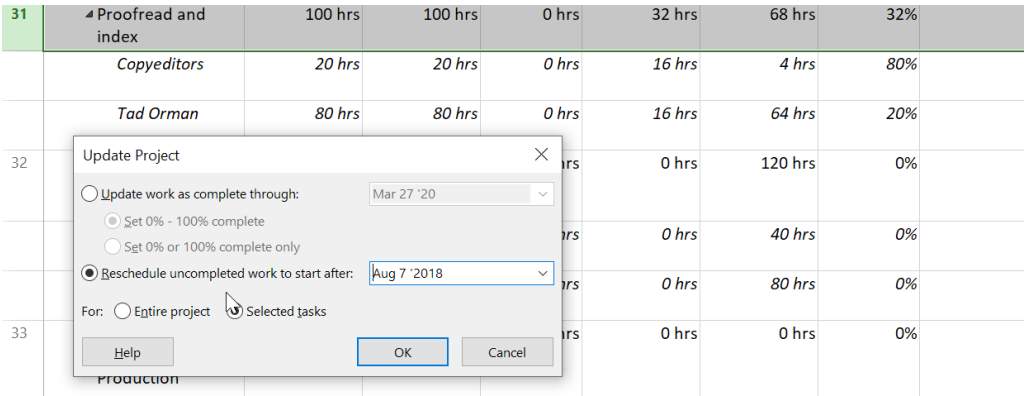 31 Proofread and 100 hrs 100 hrs 0 hrs 32 hrs 68 hrs 32%
index
Copyeditors 20 hrs 20 hrs 0 hrs 16 hrs 4 hrs 80%
Tad Orman 80 hrs 80 hrs 0 hrs 16 hrs 64 hrs 20%
Update Project
32 hrs 0 hrs 120 hrs 0%
Update work as complete through: Mar 27 '20
Set 0% - 100% complete
hrs 0 hrs 40 hrs 0%
Set 0% or 100% complete only
Reschedule uncompleted work to start after: Aug 7 '2018
hrs 0 hrs 80 hrs 0%
For: Entire project Selected tasks
33 hrs 0 hrs 0 hrs 0%
Help OK Cancel
Production